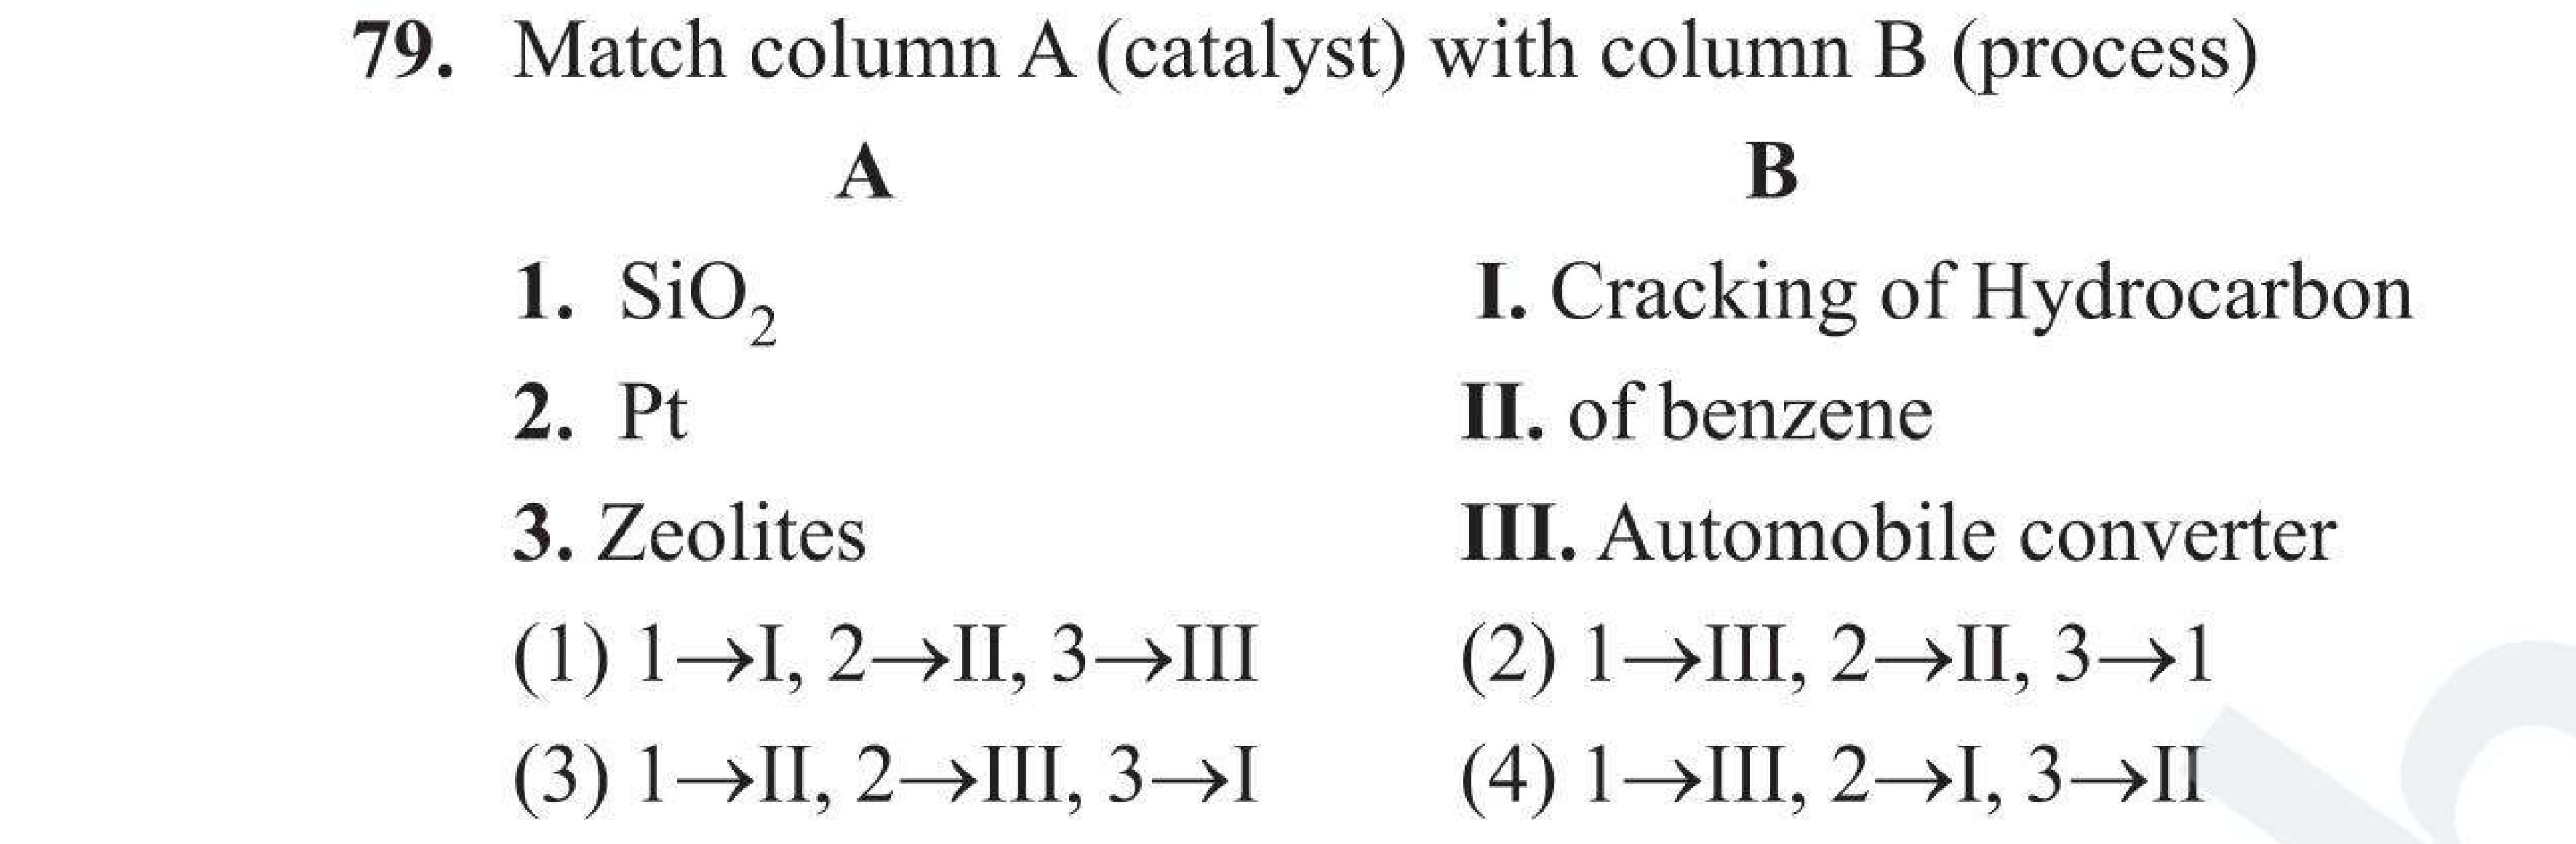 79. Match column A (catalyst) with column B (process)
A B
1. SiO₂ I. Cracking of Hydrocarbon
2. Pt II. of benzene
3. Zeolites III. Automobile converter
(1) 1→I, 2→II, 3→III (2) 1→III, 2→II, 3→1
(3) 1→II, 2→III, 3→I (4) 1→III, 2→I, 3→II